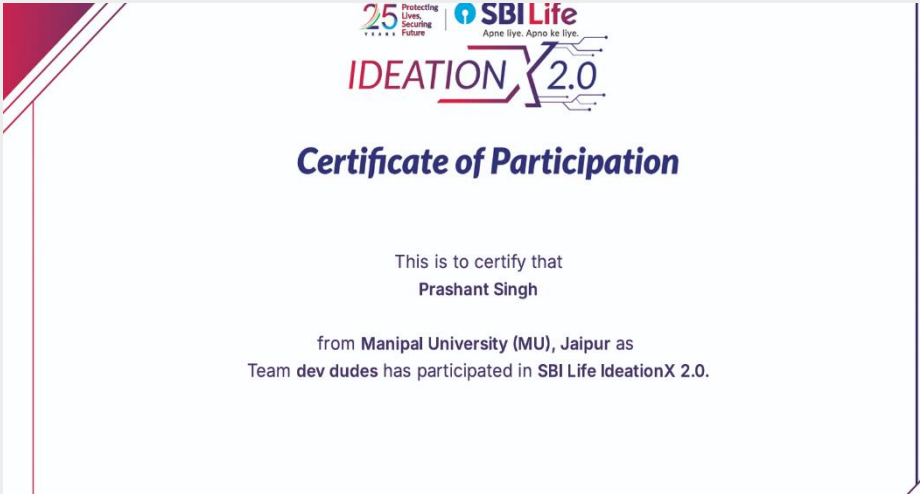 25 YEARS
Protecting
Lives,
Securing
Future
SBI Life
Apne liye. Apno ke liye.
IDEATION X 2.0
Certificate of Participation
This is to certify that
Prashant Singh
from Manipal University (MU), Jaipur as
Team dev dudes has participated in SBI Life IdeationX 2.0.